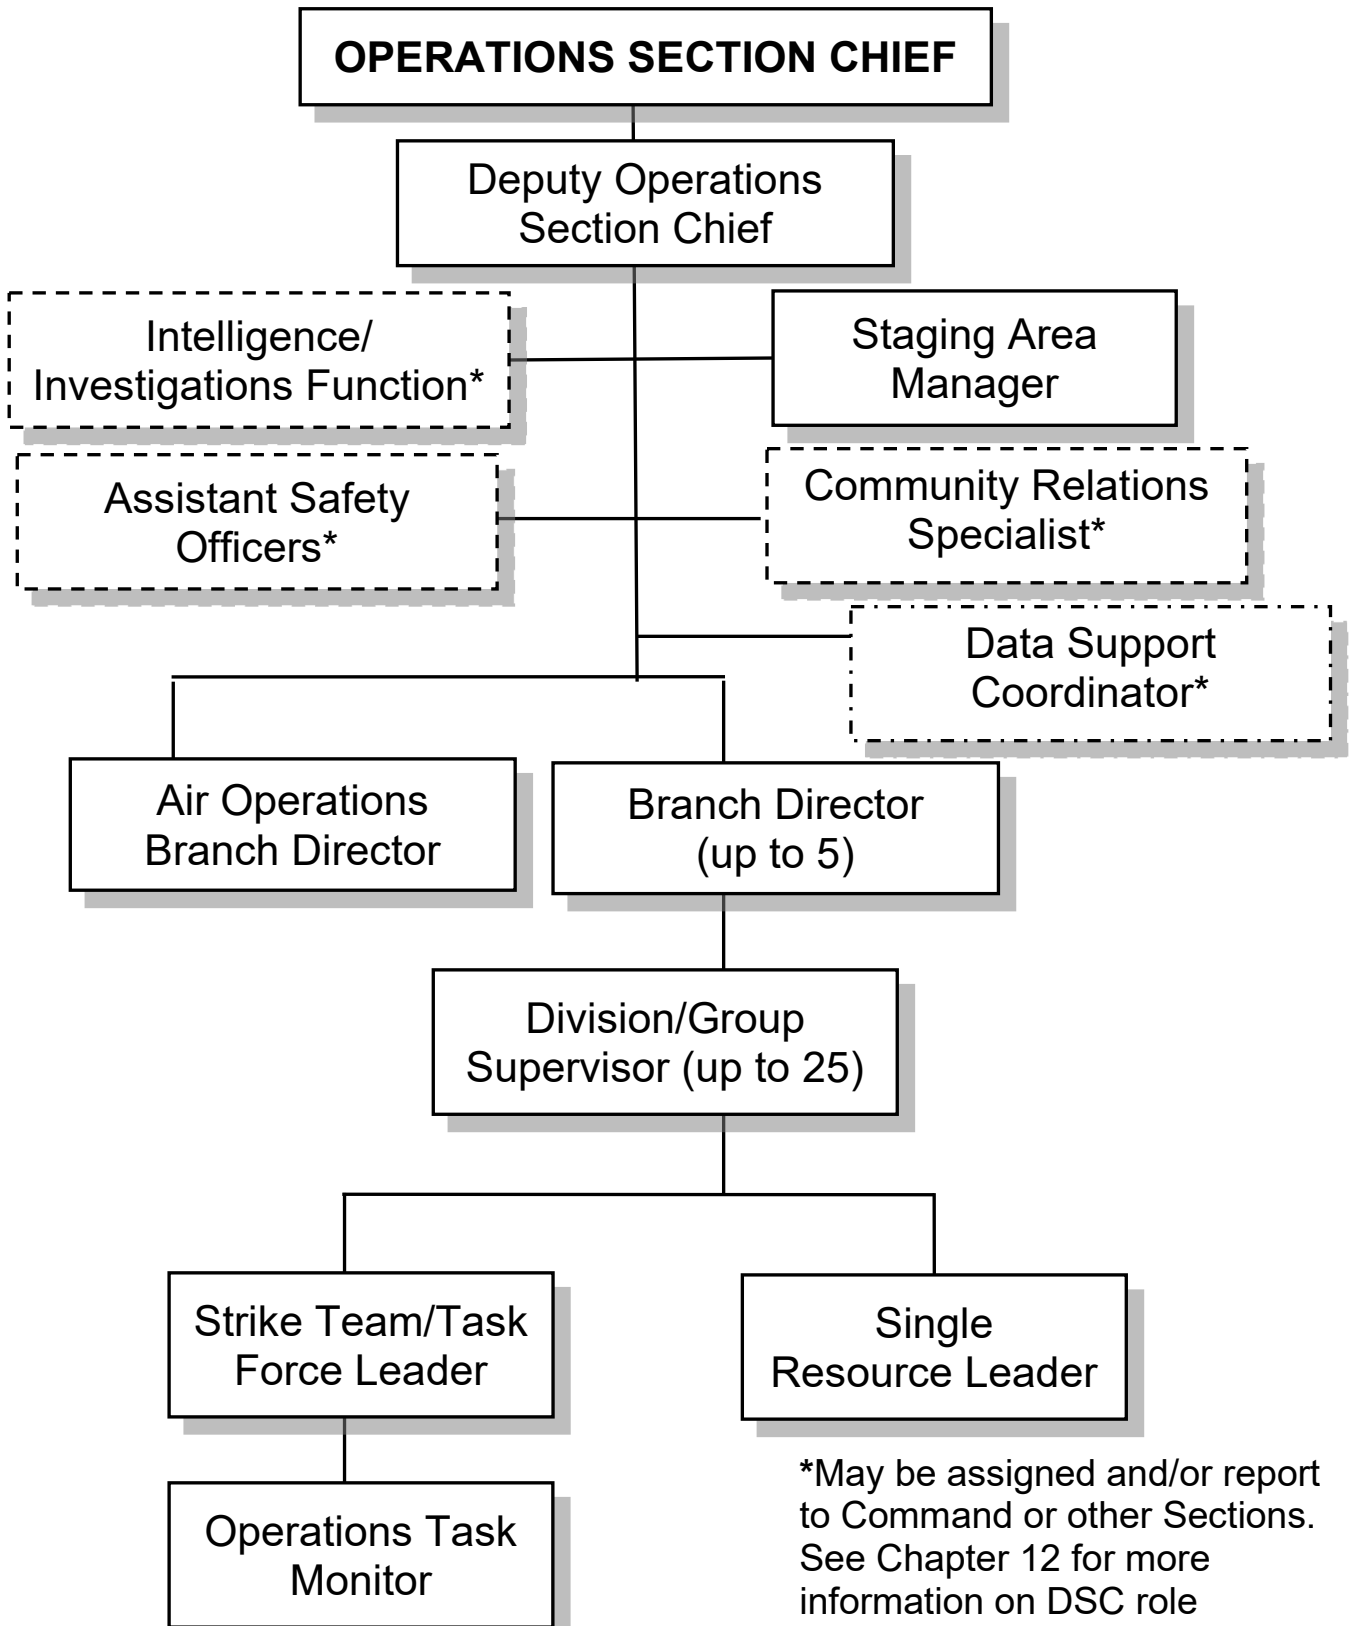 OPERATIONS SECTION CHIEF
Deputy Operations
Section Chief
Intelligence/
Investigations Function*
Staging Area
Manager
Assistant Safety
Officers*
Community Relations
Specialist*
Data Support
Coordinator*
Air Operations
Branch Director
Branch Director
(up to 5)
Division/Group
Supervisor (up to 25)
Strike Team/Task
Force Leader
Single
Resource Leader
Operations Task
Monitor
*May be assigned and/or report
to Command or other Sections.
See Chapter 12 for more
information on DSC role